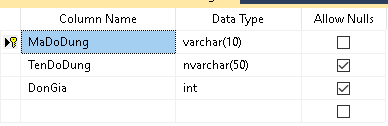 Column Name Data Type Allow Nulls
MaDoDung varchar(10)
TenDoDung nvarchar(50)
DonGia int